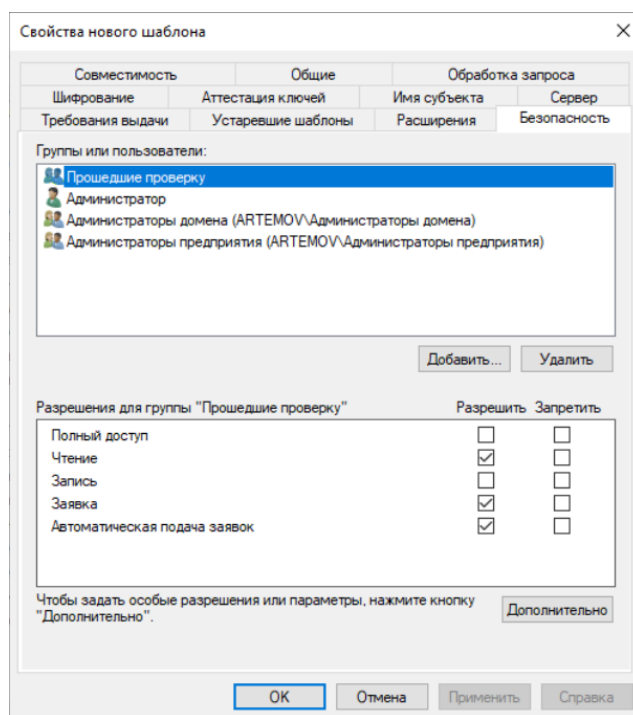 Свойства нового шаблона
Совместимость Общие Обработка запроса
Шифрование Аттестация ключей Имя субъекта Сервер
Требования выдачи Устаревшие шаблоны Расширения Безопасность
Группы или пользователи:
Прошедшие проверку
Администратор
Администраторы домена (ARTEMOV\Администраторы домена)
Администраторы предприятия (ARTEMOV\Администраторы предприятия)
Добавить... Удалить
Разрешения для группы "Прошедшие проверку" Разрешить Запретить
Полный доступ
Чтение
Запись
Заявка
Автоматическая подача заявок
Чтобы задать особые разрешения или параметры, нажмите кнопку
"Дополнительно". Дополнительно
OK Отмена Применить Справка